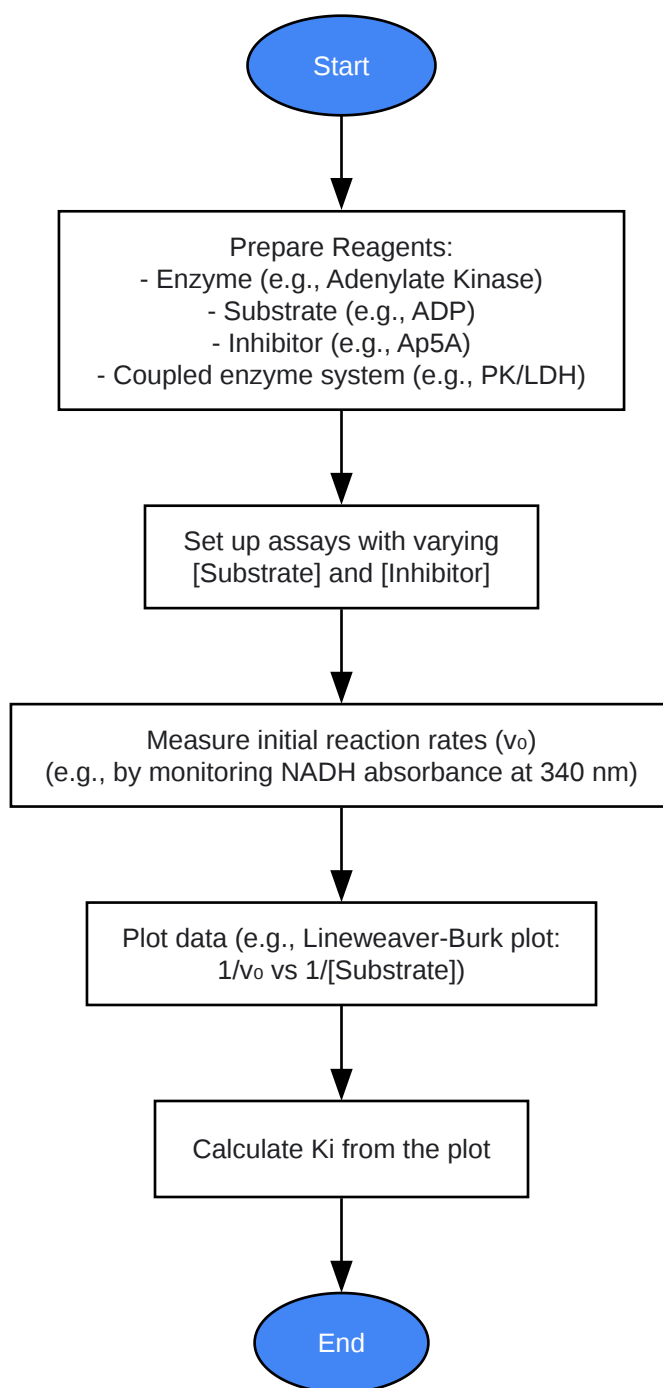 Start
Prepare Reagents:
- Enzyme (e.g., Adenylate Kinase)
- Substrate (e.g., ADP)
- Inhibitor (e.g., Ap5A)
- Coupled enzyme system (e.g., PK/LDH)
Set up assays with varying
[Substrate] and [Inhibitor]
Measure initial reaction rates (v₀)
(e.g., by monitoring NADH absorbance at 340 nm)
Plot data (e.g., Lineweaver-Burk plot:
1/v₀ vs 1/[Substrate])
Calculate Ki from the plot
End